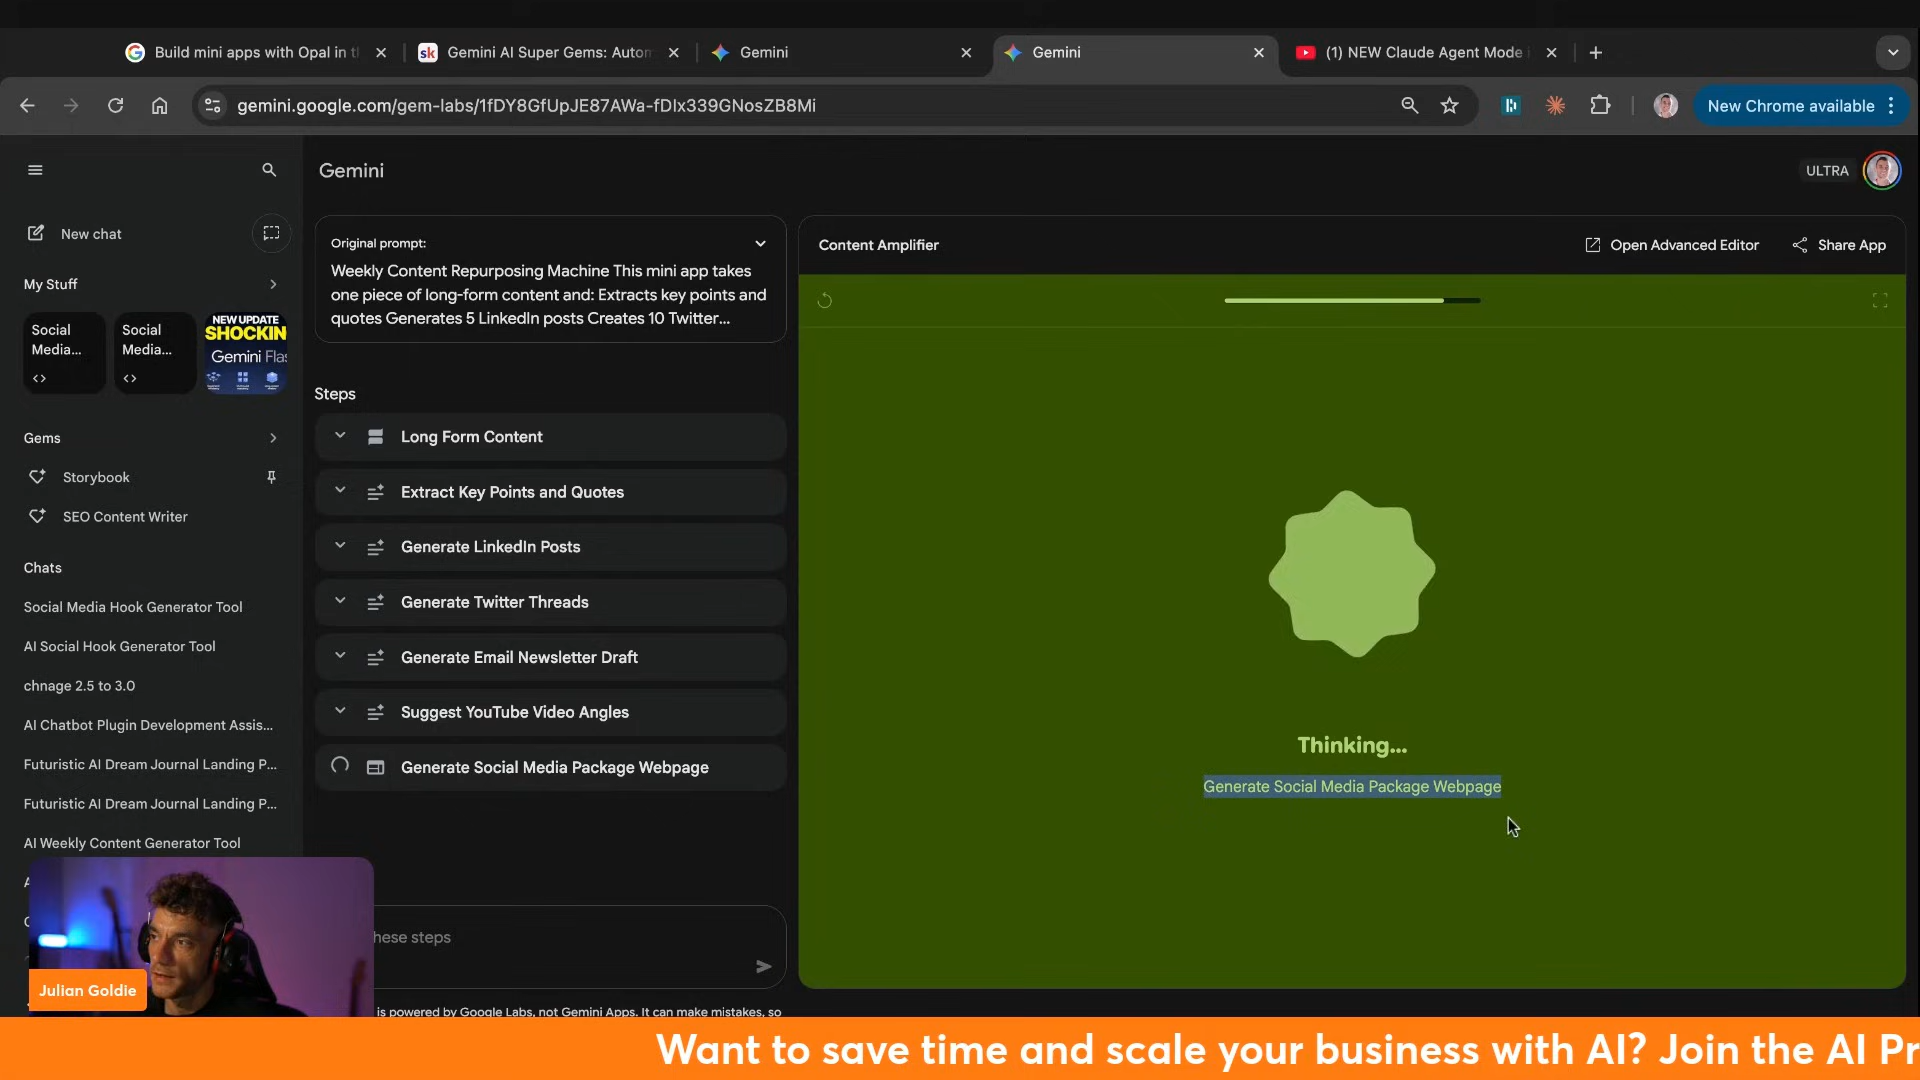 Build mini apps with Opal in t
Gemini AI Super Gems: Autom
Gemini
Gemini
(1) NEW Claude Agent Mode
gemini.google.com/gem-labs/1fDY8GfUpJE87AWa-fDIx339GNosZB8Mi
New Chrome available
Gemini
ULTRA
New chat
My Stuff
Social
Media...
Social
Media...
NEW UPDATE
SHOCKIN
Gemini Flas
Gems
Storybook
SEO Content Writer
Chats
Social Media Hook Generator Tool
AI Social Hook Generator Tool
chnage 2.5 to 3.0
AI Chatbot Plugin Development Assis...
Futuristic AI Dream Journal Landing P...
Futuristic AI Dream Journal Landing P...
AI Weekly Content Generator Tool
Original prompt:
Weekly Content Repurposing Machine This mini app takes
one piece of long-form content and: Extracts key points and
quotes Generates 5 LinkedIn posts Creates 10 Twitter...
Steps
Long Form Content
Extract Key Points and Quotes
Generate LinkedIn Posts
Generate Twitter Threads
Generate Email Newsletter Draft
Suggest YouTube Video Angles
Generate Social Media Package Webpage
hese steps
is powered by Google Labs, not Gemini Apps. It can make mistakes, so
Content Amplifier
Open Advanced Editor
Share App
Thinking...
Generate Social Media Package Webpage
Julian Goldie
Want to save time and scale your business with AI? Join the AI Pr